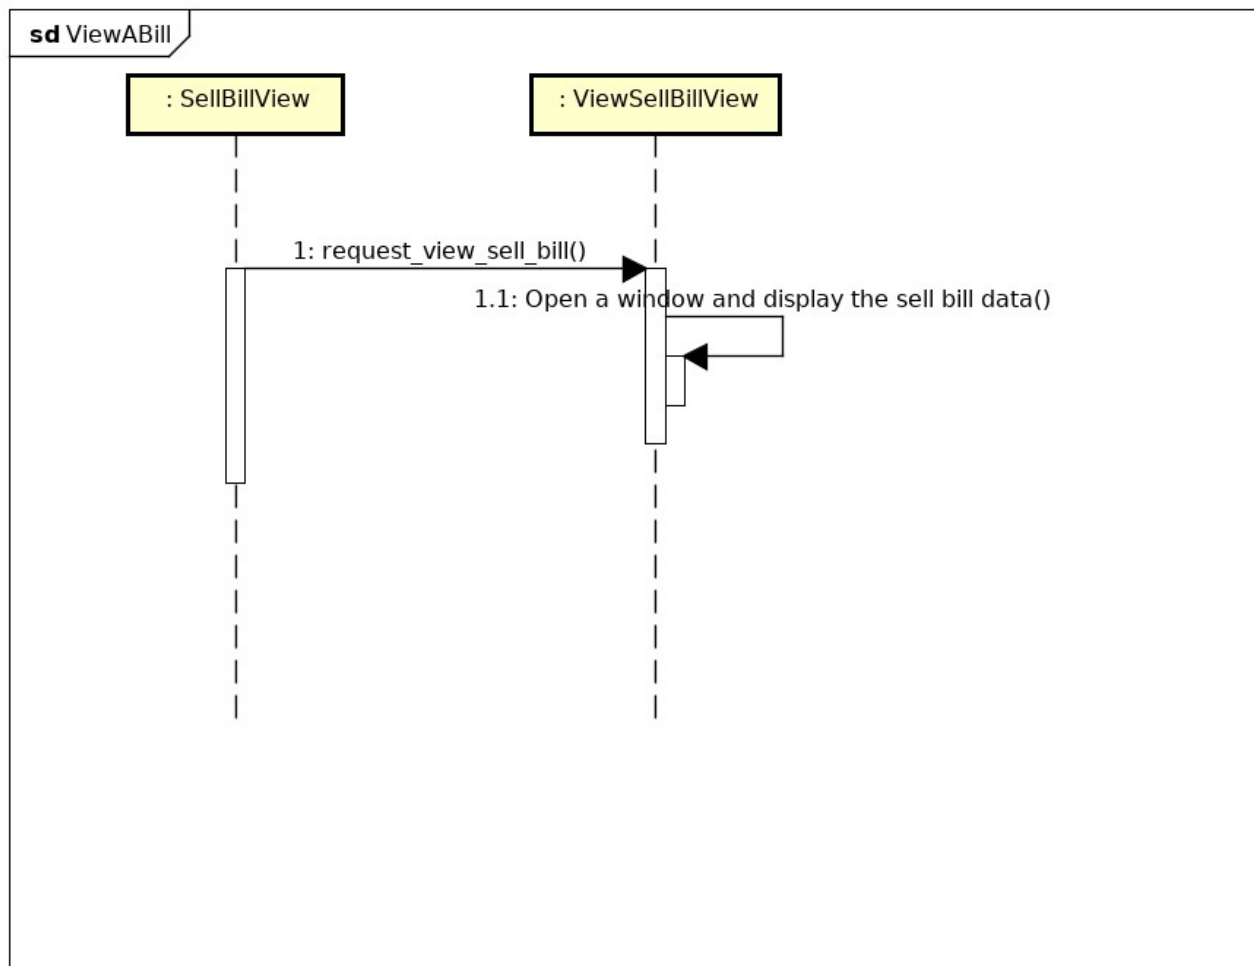 sd ViewABill
: SellBillView
: ViewSellBillView
1: request_view_sell_bill()
1.1: Open a window and display the sell bill data()